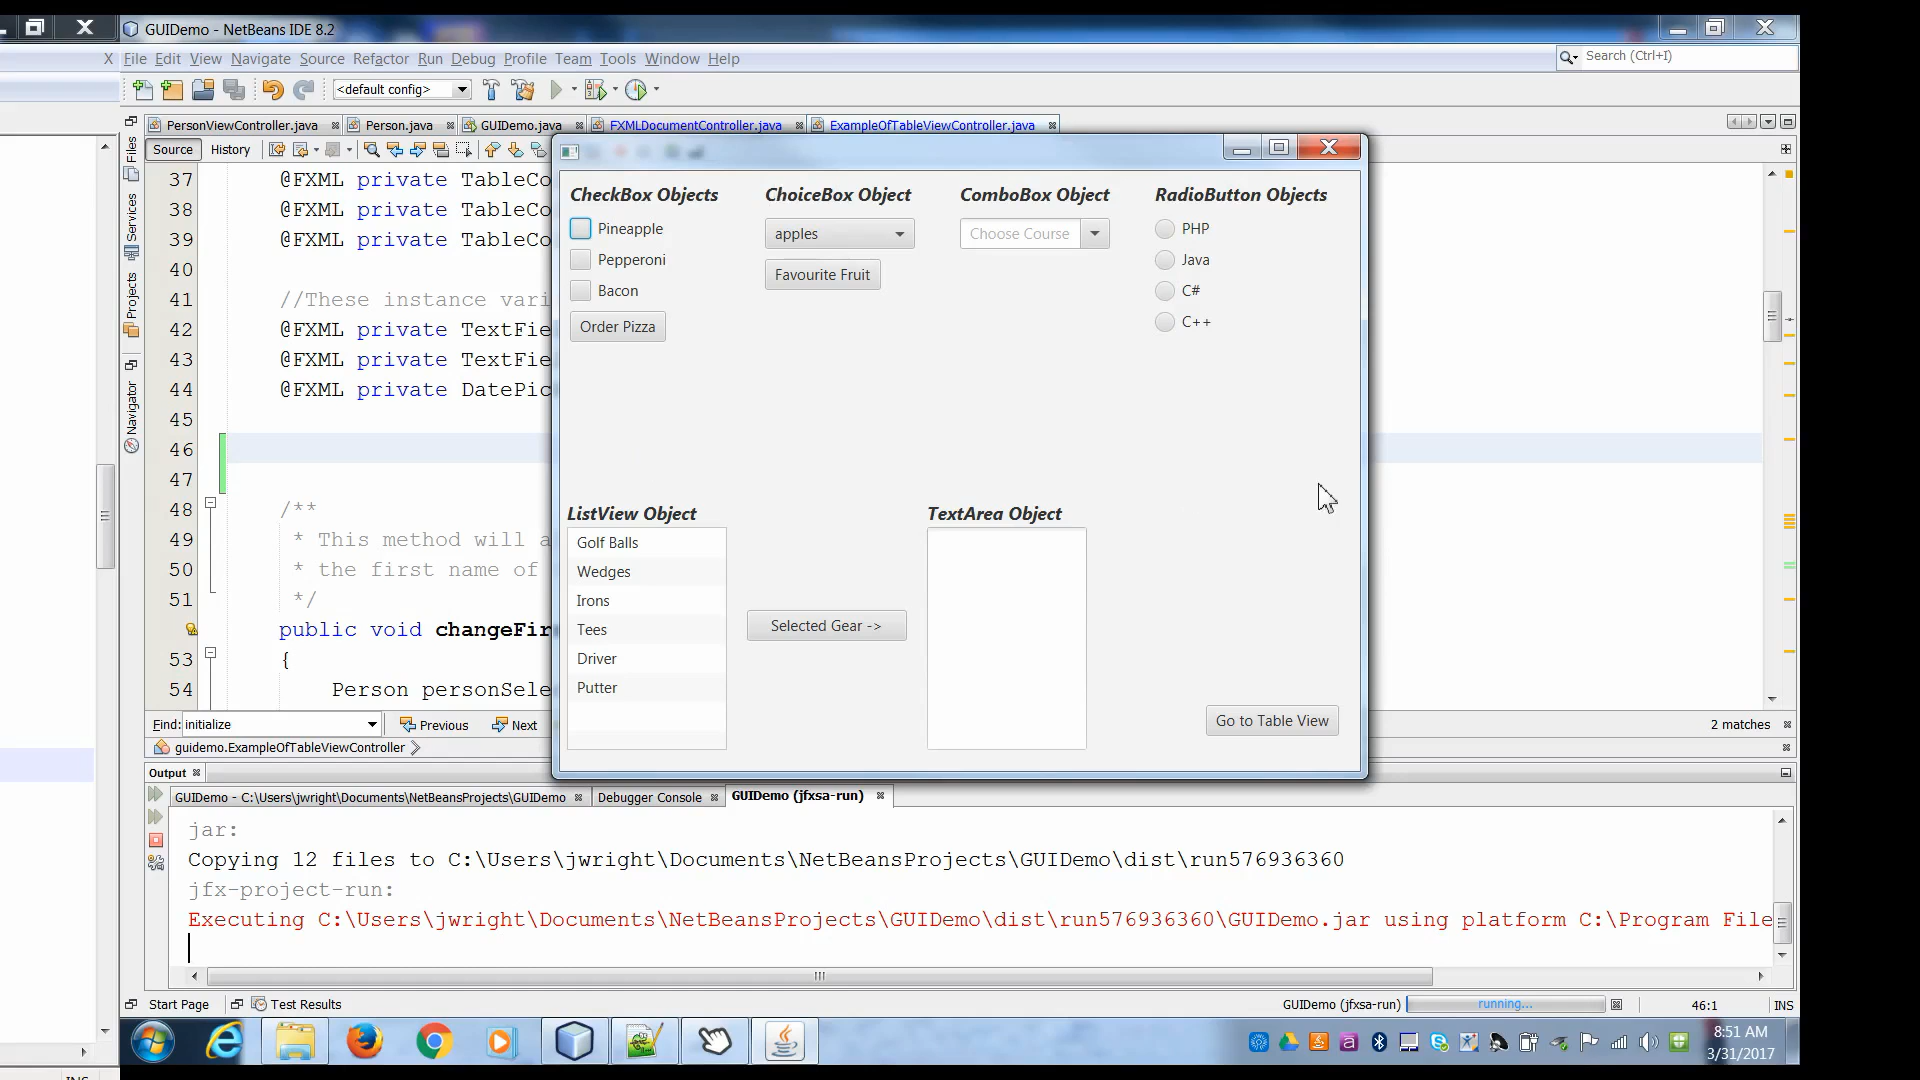 GUIDemo - NetBeans IDE 8.2
X File Edit View Navigate Source Refactor Run Debug Profile Team Tools Window Help
Search (Ctrl+I)
<default config>
PersonViewController.java Person.java GUIDemo.java FXMLDocumentController.java ExampleOfTableViewController.java
Source History
Files
Services
Projects
Navigator
37 @FXML private TableCo
38 @FXML private TableCo
39 @FXML private TableCo
40
41 //These instance vari
42 @FXML private TextFie
43 @FXML private TextFie
44 @FXML private DatePic
45
46
47
48 /**
49 * This method will a
50 * the first name of
51 */
public void changeFir
53 {
54 Person personSele
CheckBox Objects
Pineapple
Pepperoni
Bacon
Order Pizza
ChoiceBox Object
apples
Favourite Fruit
ComboBox Object
Choose Course
RadioButton Objects
PHP
Java
C#
C++
ListView Object
Golf Balls
Wedges
Irons
Tees
Driver
Putter
Selected Gear ->
TextArea Object
Go to Table View
Find: initialize Previous Next 2 matches
guidemo.ExampleOfTableViewController
Output
GUIDemo - C:\Users\jwright\Documents\NetBeansProjects\GUIDemo Debugger Console GUIDemo (jfxsa-run)
jar:
Copying 12 files to C:\Users\jwright\Documents\NetBeansProjects\GUIDemo\dist\run576936360
jfx-project-run:
Executing C:\Users\jwright\Documents\NetBeansProjects\GUIDemo\dist\run576936360\GUIDemo.jar using platform C:\Program File
Start Page Test Results GUIDemo (jfxsa-run) running... 46:1 INS
8:51 AM
3/31/2017